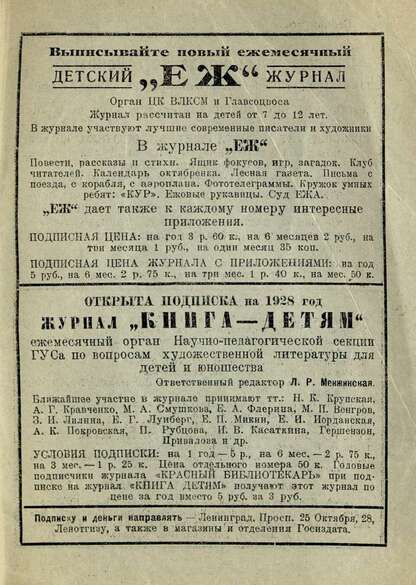 Выписывайте новый ежемесячный
ДЕТСКИЙ „ЕЖ“ ЖУРНАЛ
Орган ЦК ВЛКСМ и Главсоцвоса
Журнал рассчитан на детей от 7 до 12 лет.
В журнале участвуют лучшие современные писатели и художники
В журнале „ЕЖ“
Повести, рассказы и стихи. Ящик фокусов, игр, загадок. Клуб
читателей. Календарь октябренка. Лесная газета. Письма с
поезда, с корабля, с аэроплана. Фототелеграммы. Кружок умных
ребят: «КУР». Ежовые рукавицы. Суд ЕЖА.
„ЕЖ“ дает также к каждому номеру интересные
приложения.
ПОДПИСНАЯ ЦЕНА: на год 3 р. 60 к., на 6 месяцев 2 руб., на
три месяца 1 руб., на один месяц 35 коп.
ПОДПИСНАЯ ЦЕНА ЖУРНАЛА С ПРИЛОЖЕНИЯМИ: на год
5 руб., на 6 мес. 2 р. 75 к., на три мес. 1 р. 40 к., на мес. 50 к.
ОТКРЫТА ПОДПИСКА на 1928 год
ЖУРНАЛ „КНИГА—ДЕТЯМ“
ежемесячный орган Научно-педагогической секции
ГУСа по вопросам художественной литературы для
детей и юношества
Ответственный редактор Л. Р. Менжинская.
Ближайшее участие в журнале принимают тт.: Н. К. Крупская,
А. Г. Кравченко, М. А. Смушкова, Е. А. Флерина, М. П. Венгров,
З. И. Лилина, Е. Г. Лунберг, Е. П. Микин, Е. И. Иорданская,
А. К. Покровская, П. Рубцова, И. В. Касаткина, Гершензон,
Привалова и др.
УСЛОВИЯ ПОДПИСКИ: на 1 год—5 р., на 6 мес.—2 р. 75 к.,
на 3 мес.—1 р. 25 к. Цена отдельного номера 50 к. Годовые
подписчики журнала «КРАСНЫЙ БИБЛИОТЕКАРЬ» при под-
писке на журнал «КНИГА ДЕТЯМ» получают этот журнал по
цене за год вместо 5 руб. за 3 руб.
Подписку и деньги направлять — Ленинград, Просп. 25 Октября, 28,
Ленотгизу, а также в магазины и отделения Госиздата.